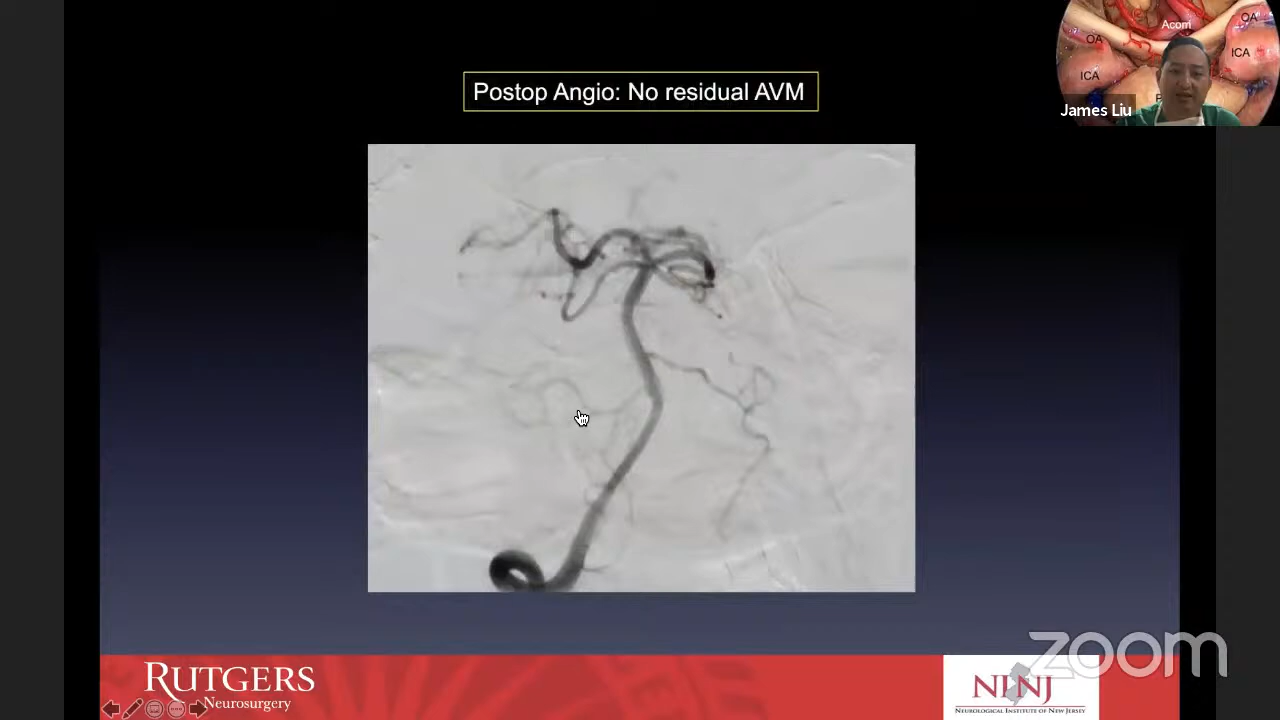 Postop Angio: No residual AVM
Acom
OA
OA
ICA
ICA
James Liu
RUTGERS
Neurosurgery
NINJ
NEUROLOGICAL INSTITUTE OF NEW JERSEY
zoom